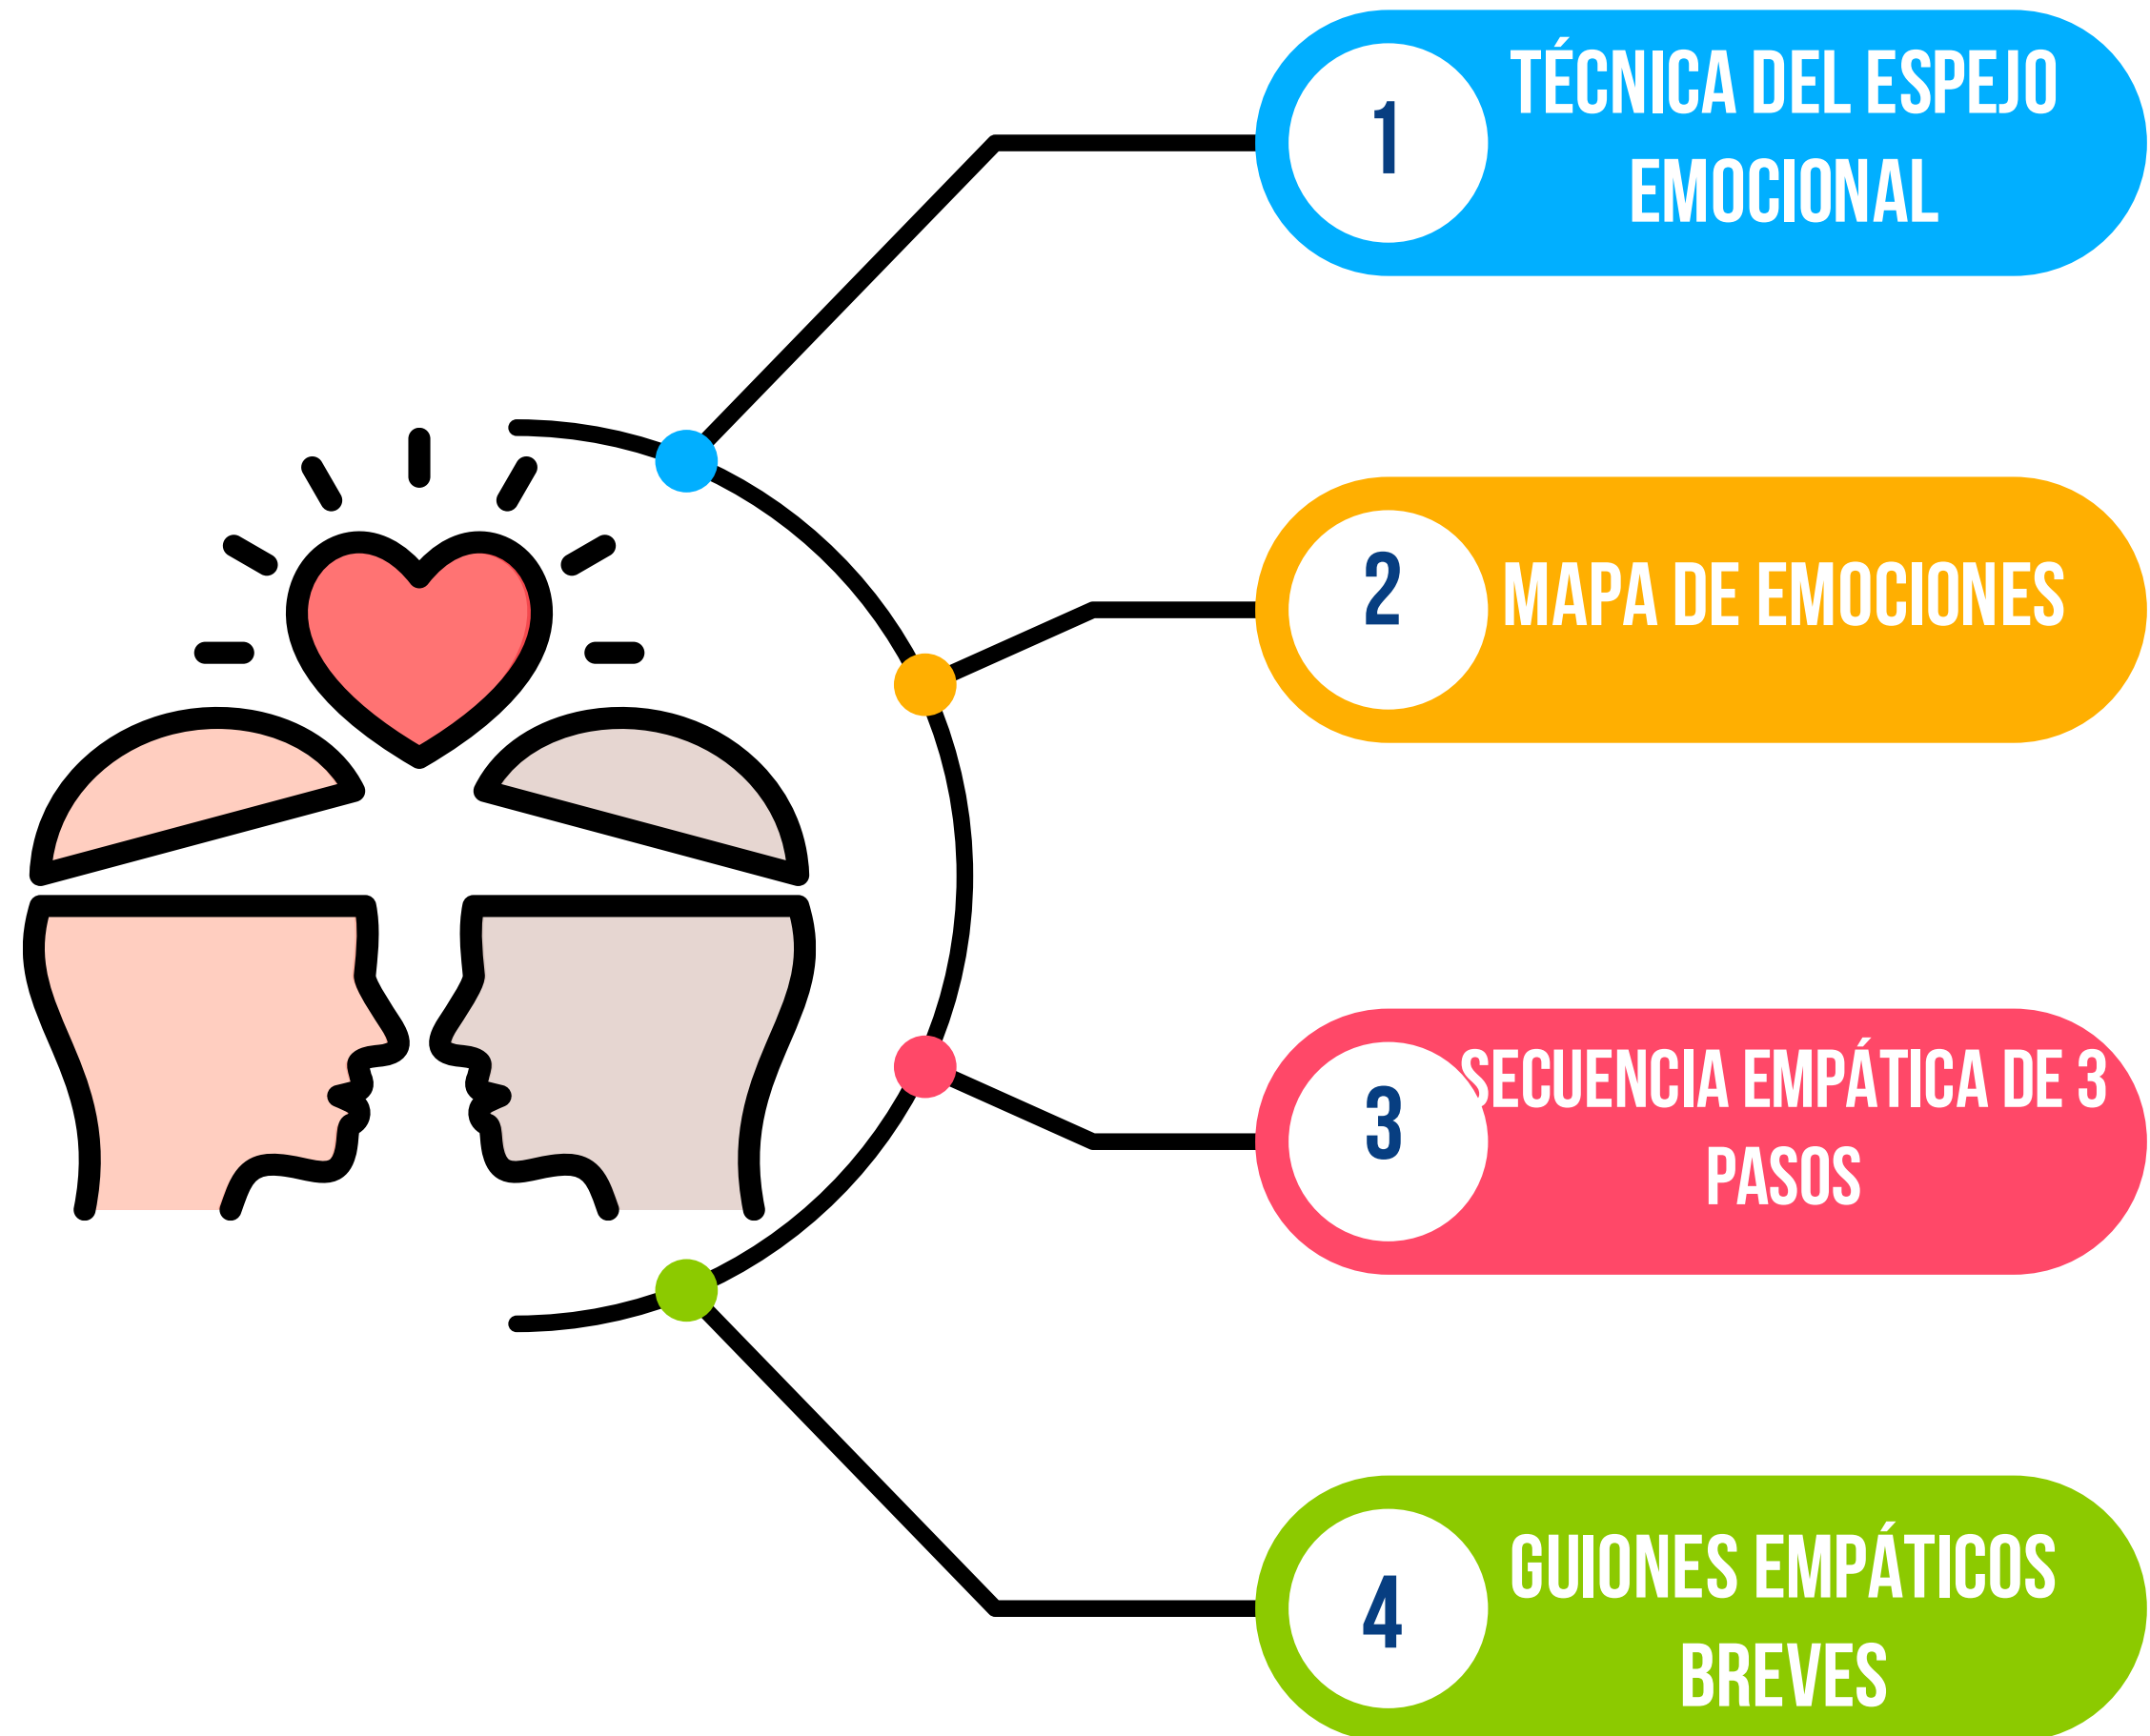 1
TÉCNICA DEL ESPEJO
EMOCIONAL
2
MAPA DE EMOCIONES
3
SECUENCIA EMPÁTICA DE 3
PASOS
4
GUIONES EMPÁTICOS
BREVES